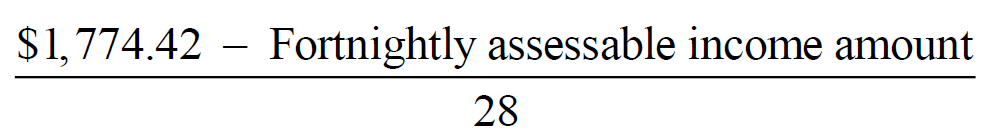 $1,774.42 – Fortnightly assessable income amount
28